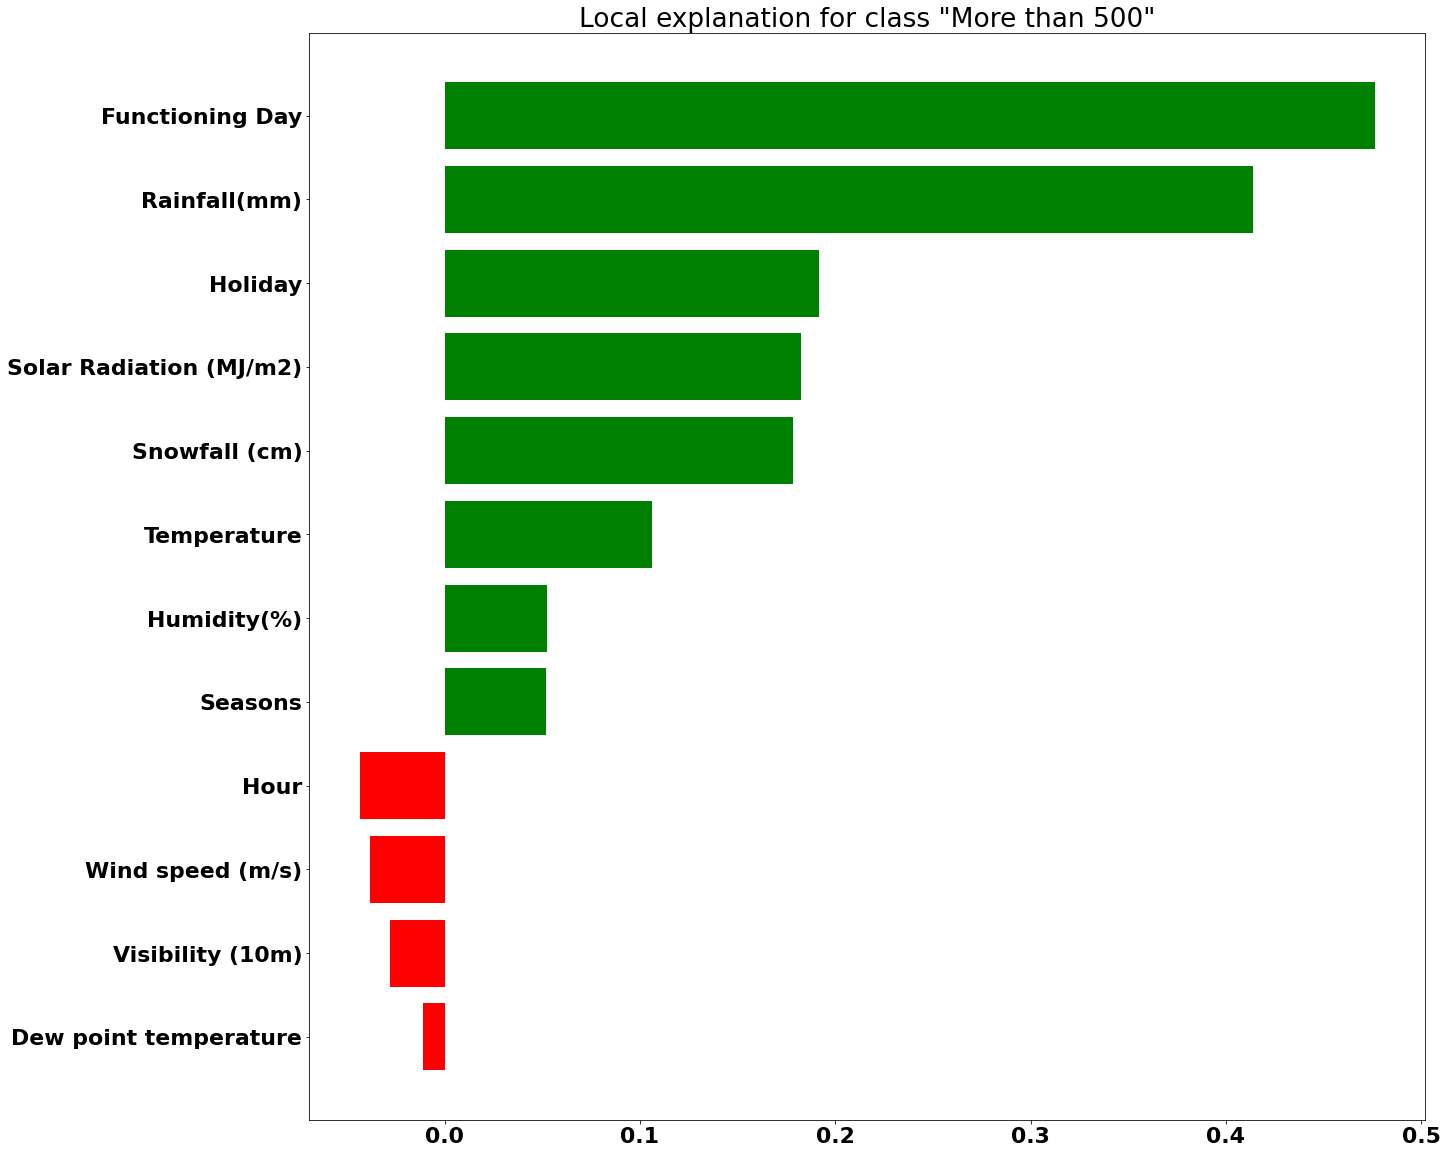 Local explanation for class "More than 500"
Functioning Day
Rainfall(mm)
Holiday
Solar Radiation (MJ/m2)
Snowfall (cm)
Temperature
Humidity(%)
Seasons
Hour
Wind speed (m/s)
Visibility (10m)
Dew point temperature
0.0 0.1 0.2 0.3 0.4 0.5